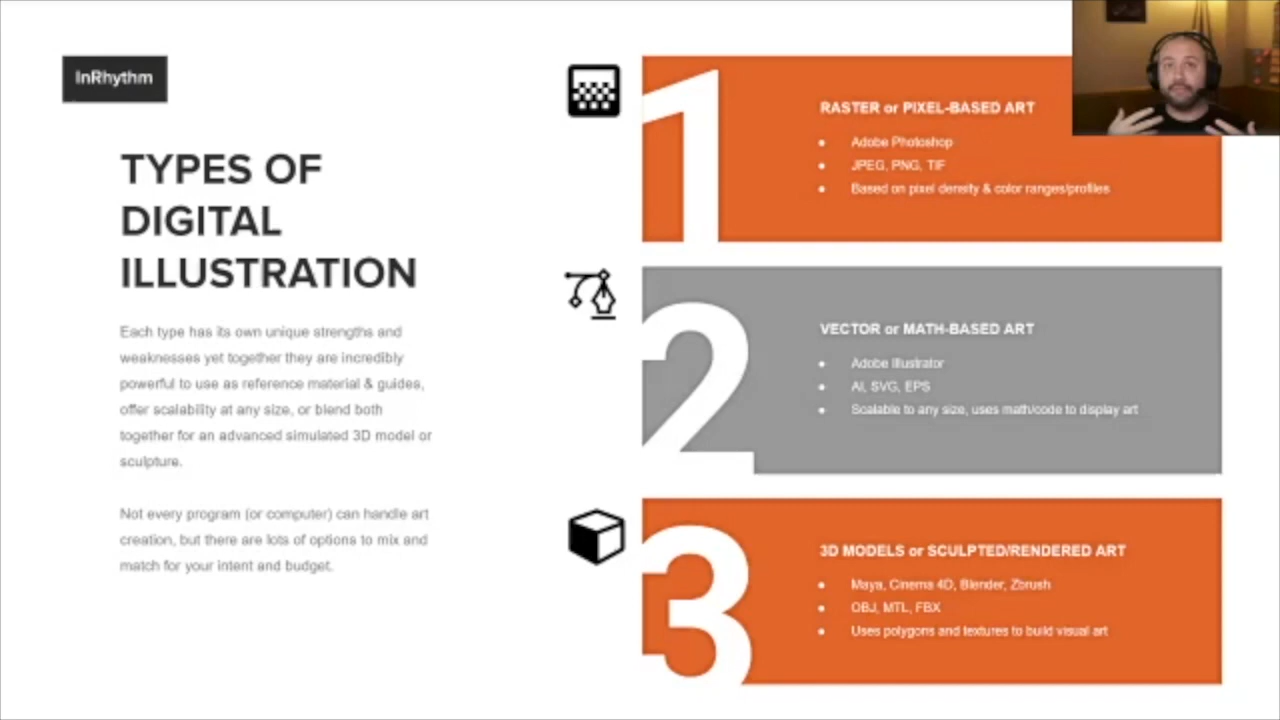 InRhythm
TYPES OF
DIGITAL
ILLUSTRATION
Each type has its own unique strengths and
weaknesses yet together they are incredibly
powerful to use as reference material & guides,
offer scalability at any size, or blend both
together for an advanced simulated 3D model or
sculpture.
Not every program (or computer) can handle art
creation, but there are lots of options to mix and
match for your intent and budget.
1
RASTER or PIXEL-BASED ART
● Adobe Photoshop
● JPEG, PNG, TIF
● Based on pixel density & color ranges/profiles
2
VECTOR or MATH-BASED ART
● Adobe Illustrator
● AI, SVG, EPS
● Scalable to any size, uses math/code to display art
3
3D MODELS or SCULPTED/RENDERED ART
● Maya, Cinema 4D, Blender, Zbrush
● OBJ, MTL, FBX
● Uses polygons and textures to build visual art